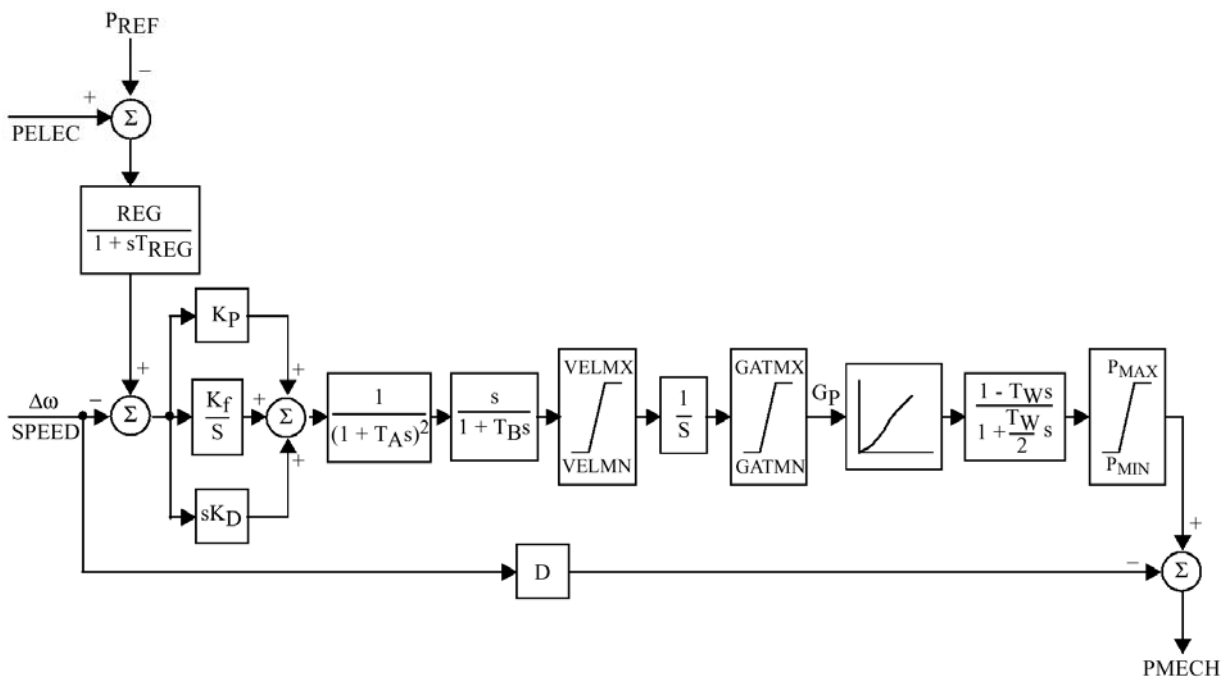 PREF
−
+
Σ
PELEC
REG
1 + sTREG
KP
+
+
Δω
SPEED
−
Σ
Kf
S
+
Σ
+
sKD
1
(1 + TAs)2
s
1 + TBs
VELMX
VELMN
1
S
GATMX
GATMN
GP
1 - TWs
1 + TW s
2
PMAX
PMIN
D
+
−
Σ
PMECH